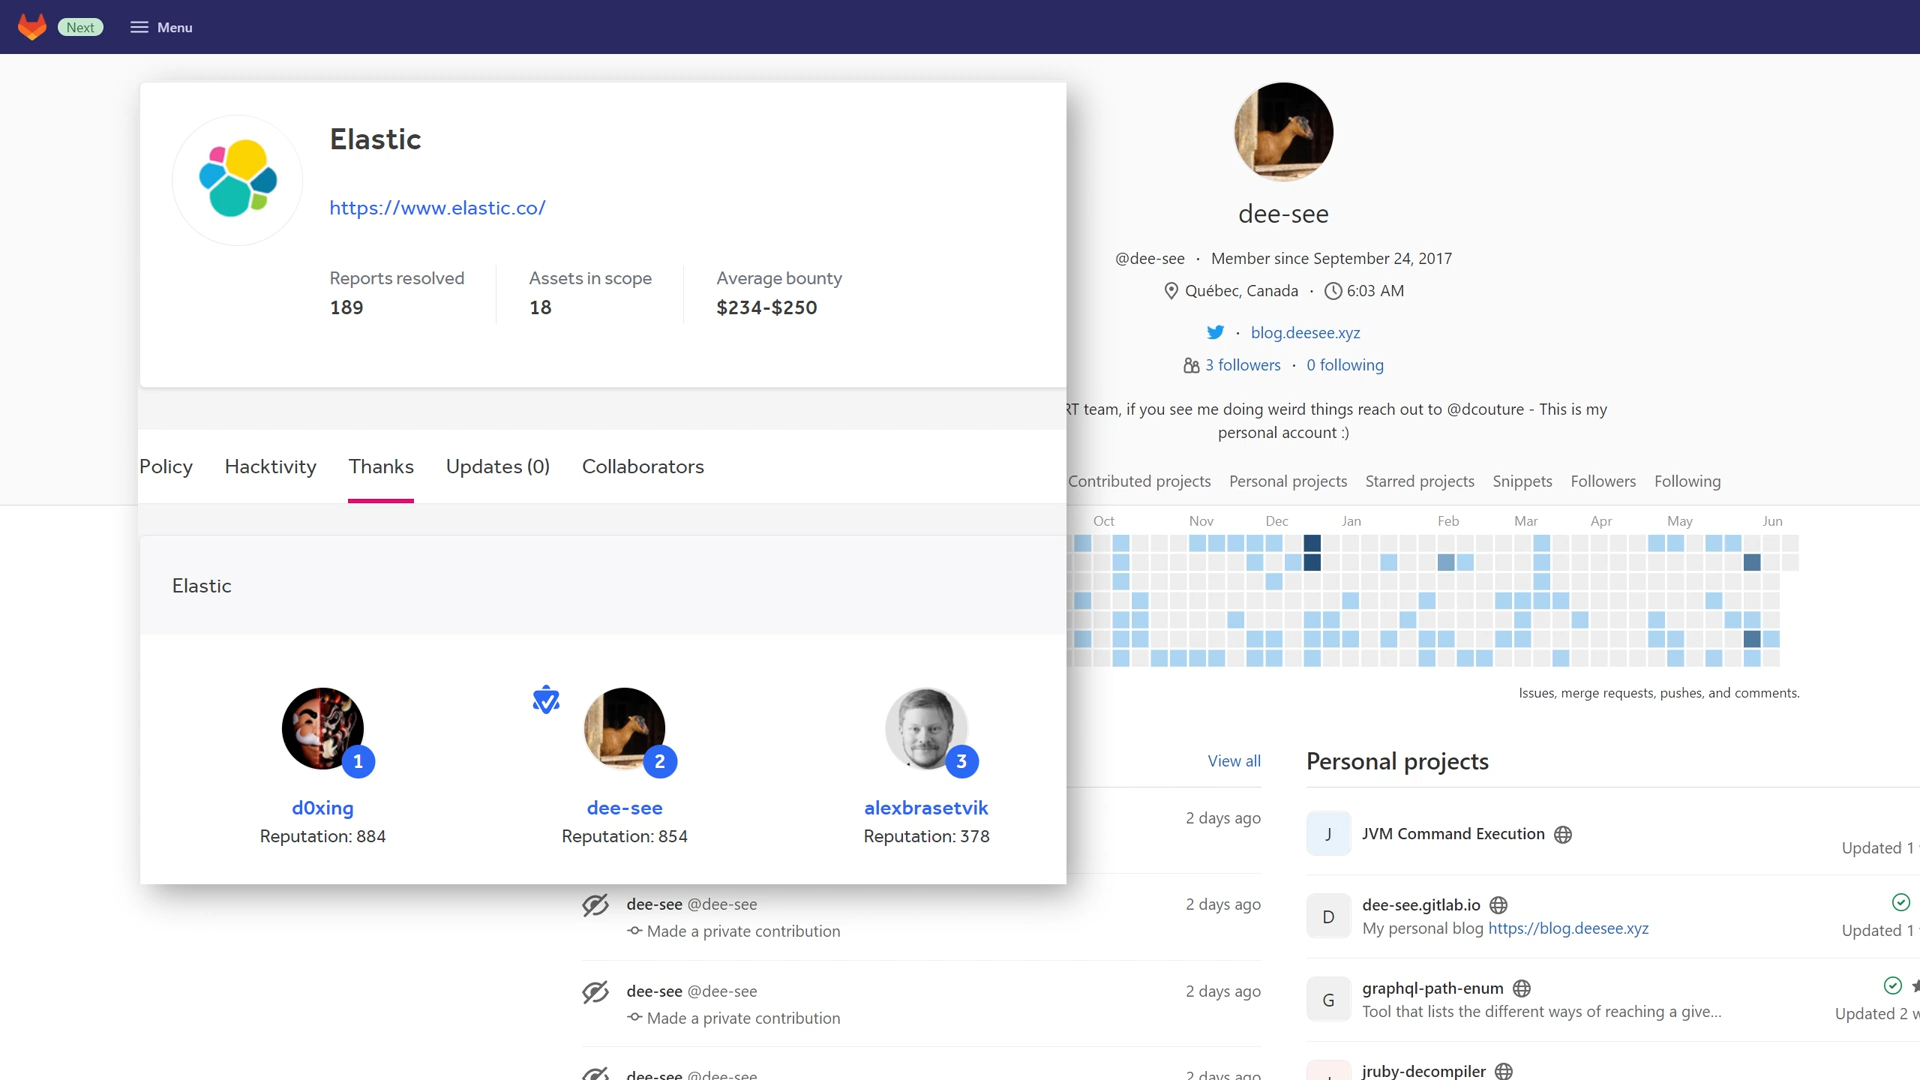 Next
Menu
Elastic
https://www.elastic.co/
Reports resolved
189
Assets in scope
18
Average bounty
$234-$250
Policy
Hacktivity
Thanks
Updates (0)
Collaborators
Elastic
1
d0xing
Reputation: 884
2
dee-see
Reputation: 854
3
alexbrasetvik
Reputation: 378
dee-see
@dee-see · Member since September 24, 2017
Québec, Canada · 6:03 AM
· blog.deesee.xyz
3 followers · 0 following
RT team, if you see me doing weird things reach out to @dcouture - This is my
personal account :)
Contributed projects
Personal projects
Starred projects
Snippets
Followers
Following
Oct Nov Dec Jan Feb Mar Apr May Jun
Issues, merge requests, pushes, and comments.
View all
2 days ago
dee-see @dee-see
2 days ago
Made a private contribution
dee-see @dee-see
2 days ago
Made a private contribution
dee-see @dee-see
2 days ago
Personal projects
J
JVM Command Execution
Updated 1
D
dee-see.gitlab.io
My personal blog https://blog.deesee.xyz
Updated 1
G
graphql-path-enum
Tool that lists the different ways of reaching a give...
Updated 2 w
jruby-decompiler